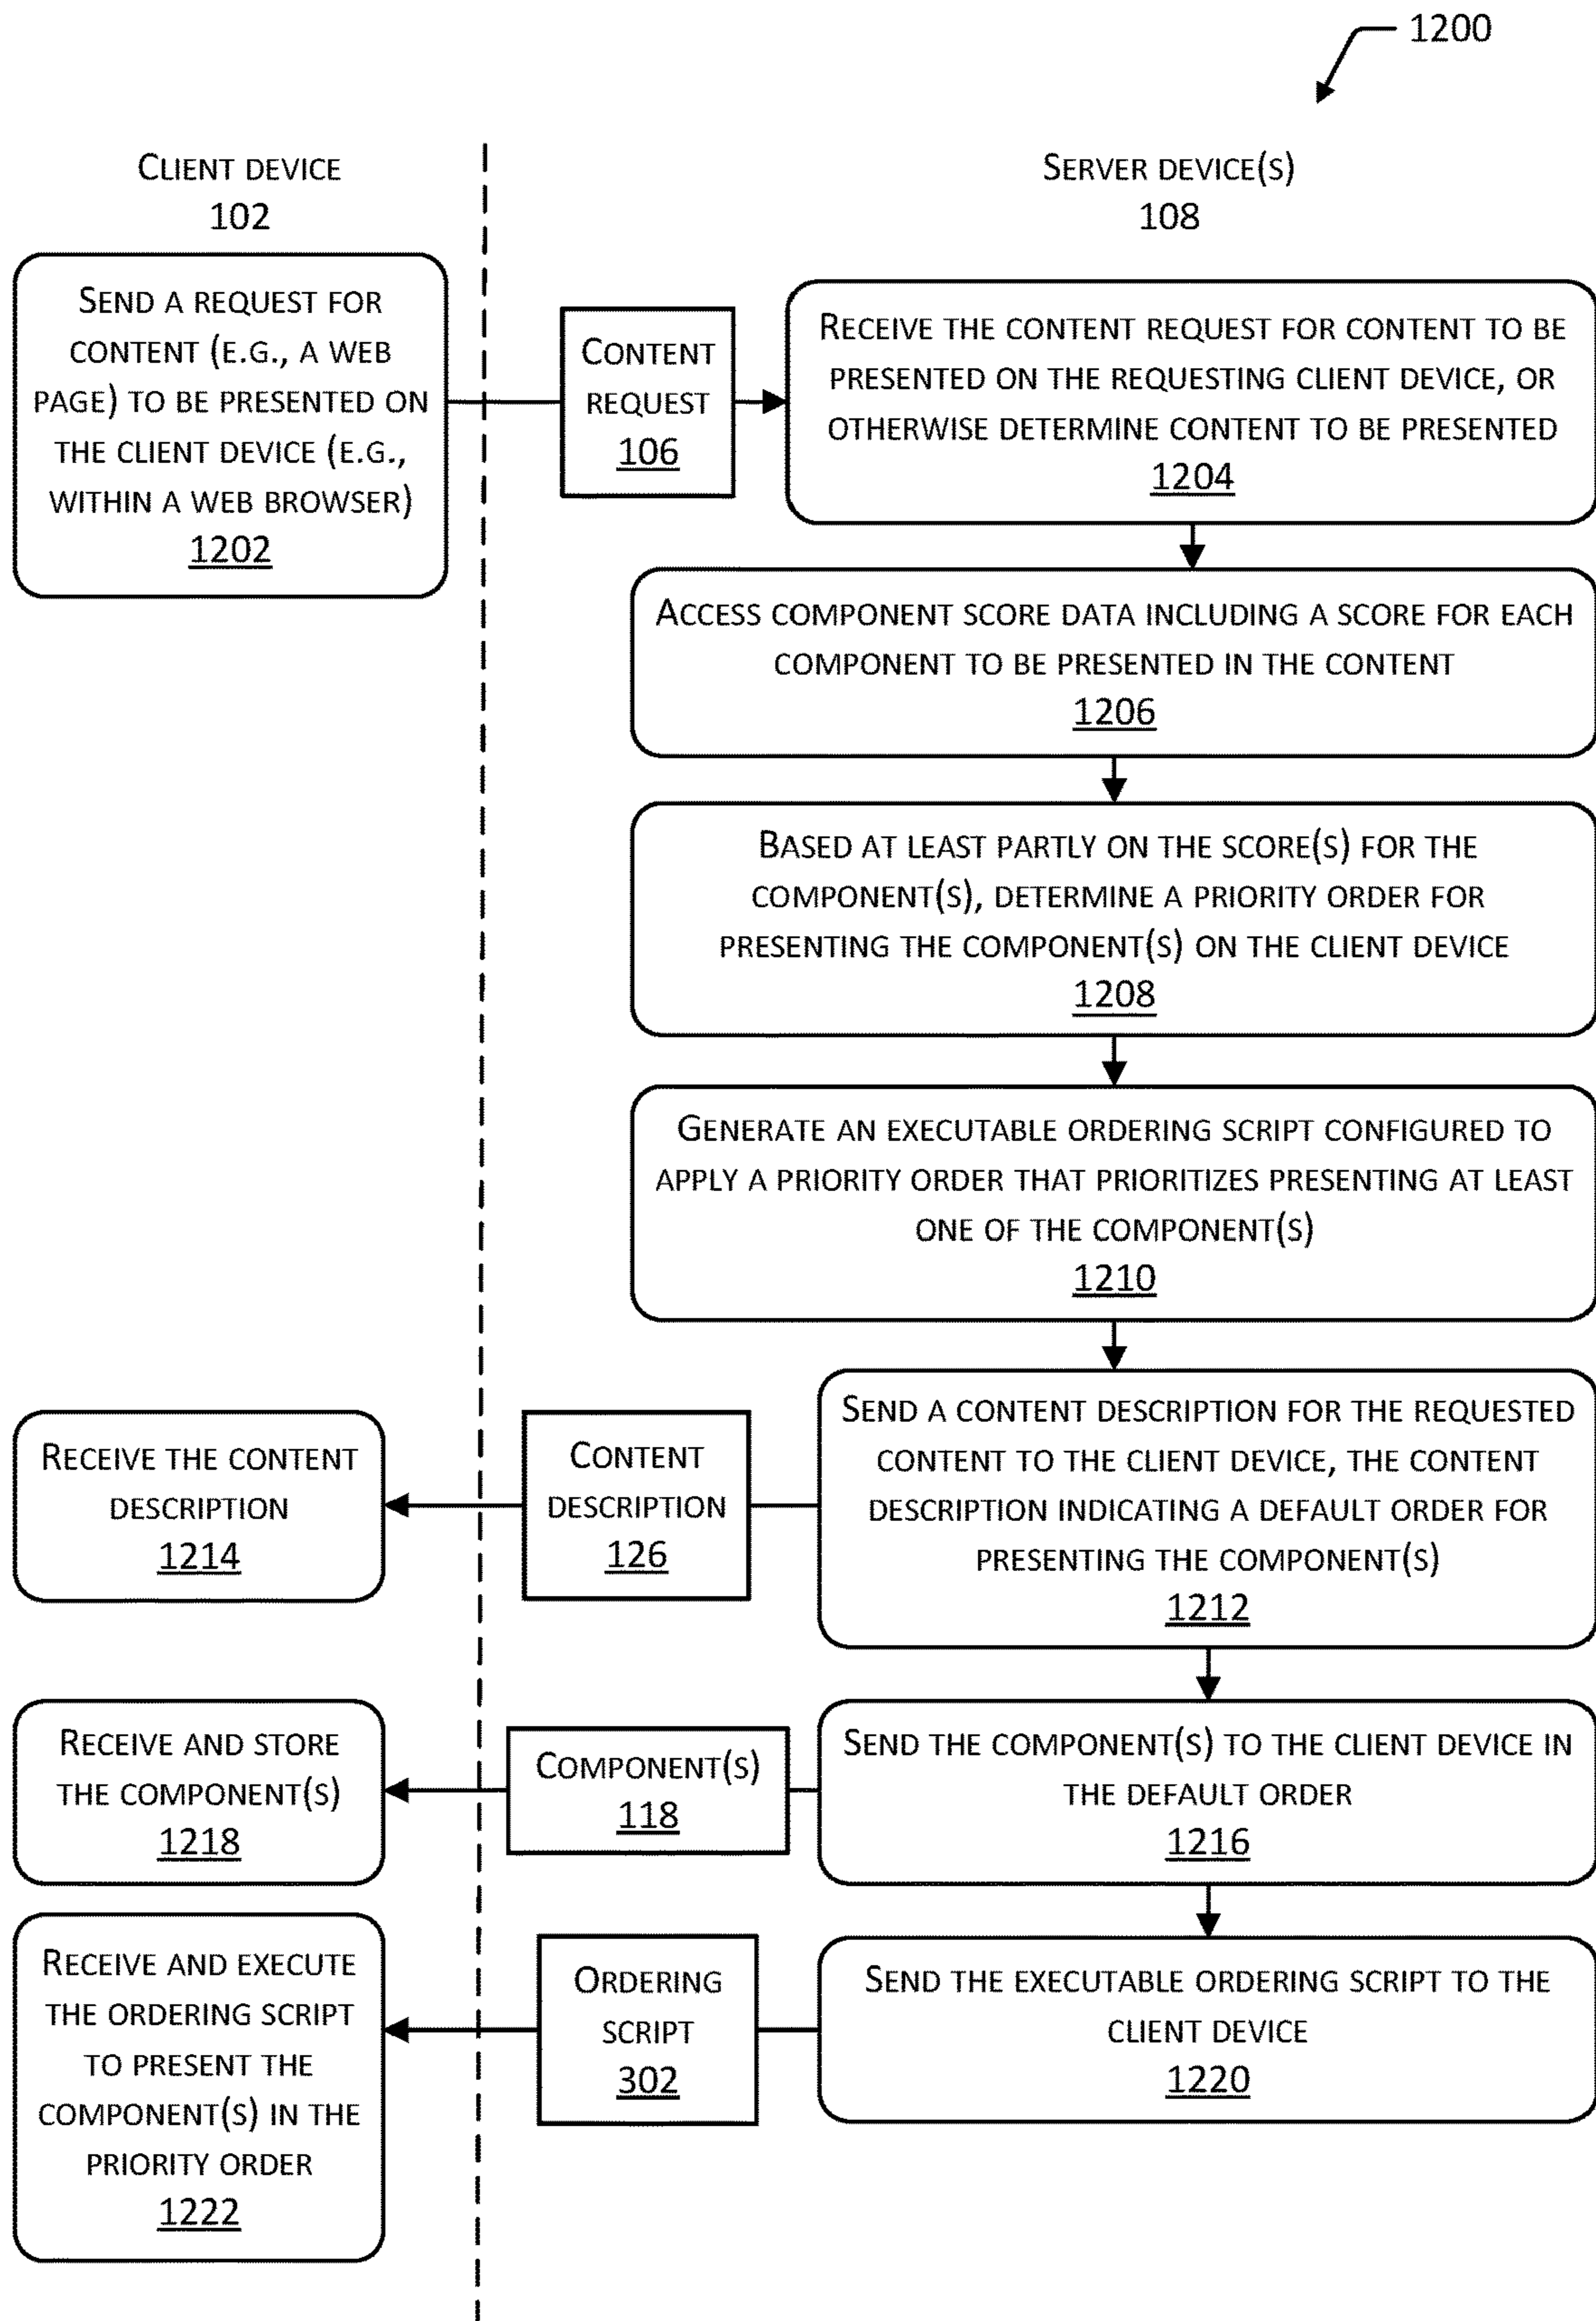 1200
CLIENT DEVICE
102
SERVER DEVICE(S)
108
SEND A REQUEST FOR
CONTENT (E.G., A WEB
PAGE) TO BE PRESENTED ON
THE CLIENT DEVICE (E.G.,
WITHIN A WEB BROWSER)
1202
CONTENT
REQUEST
106
RECEIVE THE CONTENT REQUEST FOR CONTENT TO BE
PRESENTED ON THE REQUESTING CLIENT DEVICE, OR
OTHERWISE DETERMINE CONTENT TO BE PRESENTED
1204
ACCESS COMPONENT SCORE DATA INCLUDING A SCORE FOR EACH
COMPONENT TO BE PRESENTED IN THE CONTENT
1206
BASED AT LEAST PARTLY ON THE SCORE(S) FOR THE
COMPONENT(S), DETERMINE A PRIORITY ORDER FOR
PRESENTING THE COMPONENT(S) ON THE CLIENT DEVICE
1208
GENERATE AN EXECUTABLE ORDERING SCRIPT CONFIGURED TO
APPLY A PRIORITY ORDER THAT PRIORITIZES PRESENTING AT LEAST
ONE OF THE COMPONENT(S)
1210
SEND A CONTENT DESCRIPTION FOR THE REQUESTED
CONTENT TO THE CLIENT DEVICE, THE CONTENT
DESCRIPTION INDICATING A DEFAULT ORDER FOR
PRESENTING THE COMPONENT(S)
1212
CONTENT
DESCRIPTION
126
RECEIVE THE CONTENT
DESCRIPTION
1214
SEND THE COMPONENT(S) TO THE CLIENT DEVICE IN
THE DEFAULT ORDER
1216
COMPONENT(S)
118
RECEIVE AND STORE
THE COMPONENT(S)
1218
SEND THE EXECUTABLE ORDERING SCRIPT TO THE
CLIENT DEVICE
1220
ORDERING
SCRIPT
302
RECEIVE AND EXECUTE
THE ORDERING SCRIPT
TO PRESENT THE
COMPONENT(S) IN THE
PRIORITY ORDER
1222